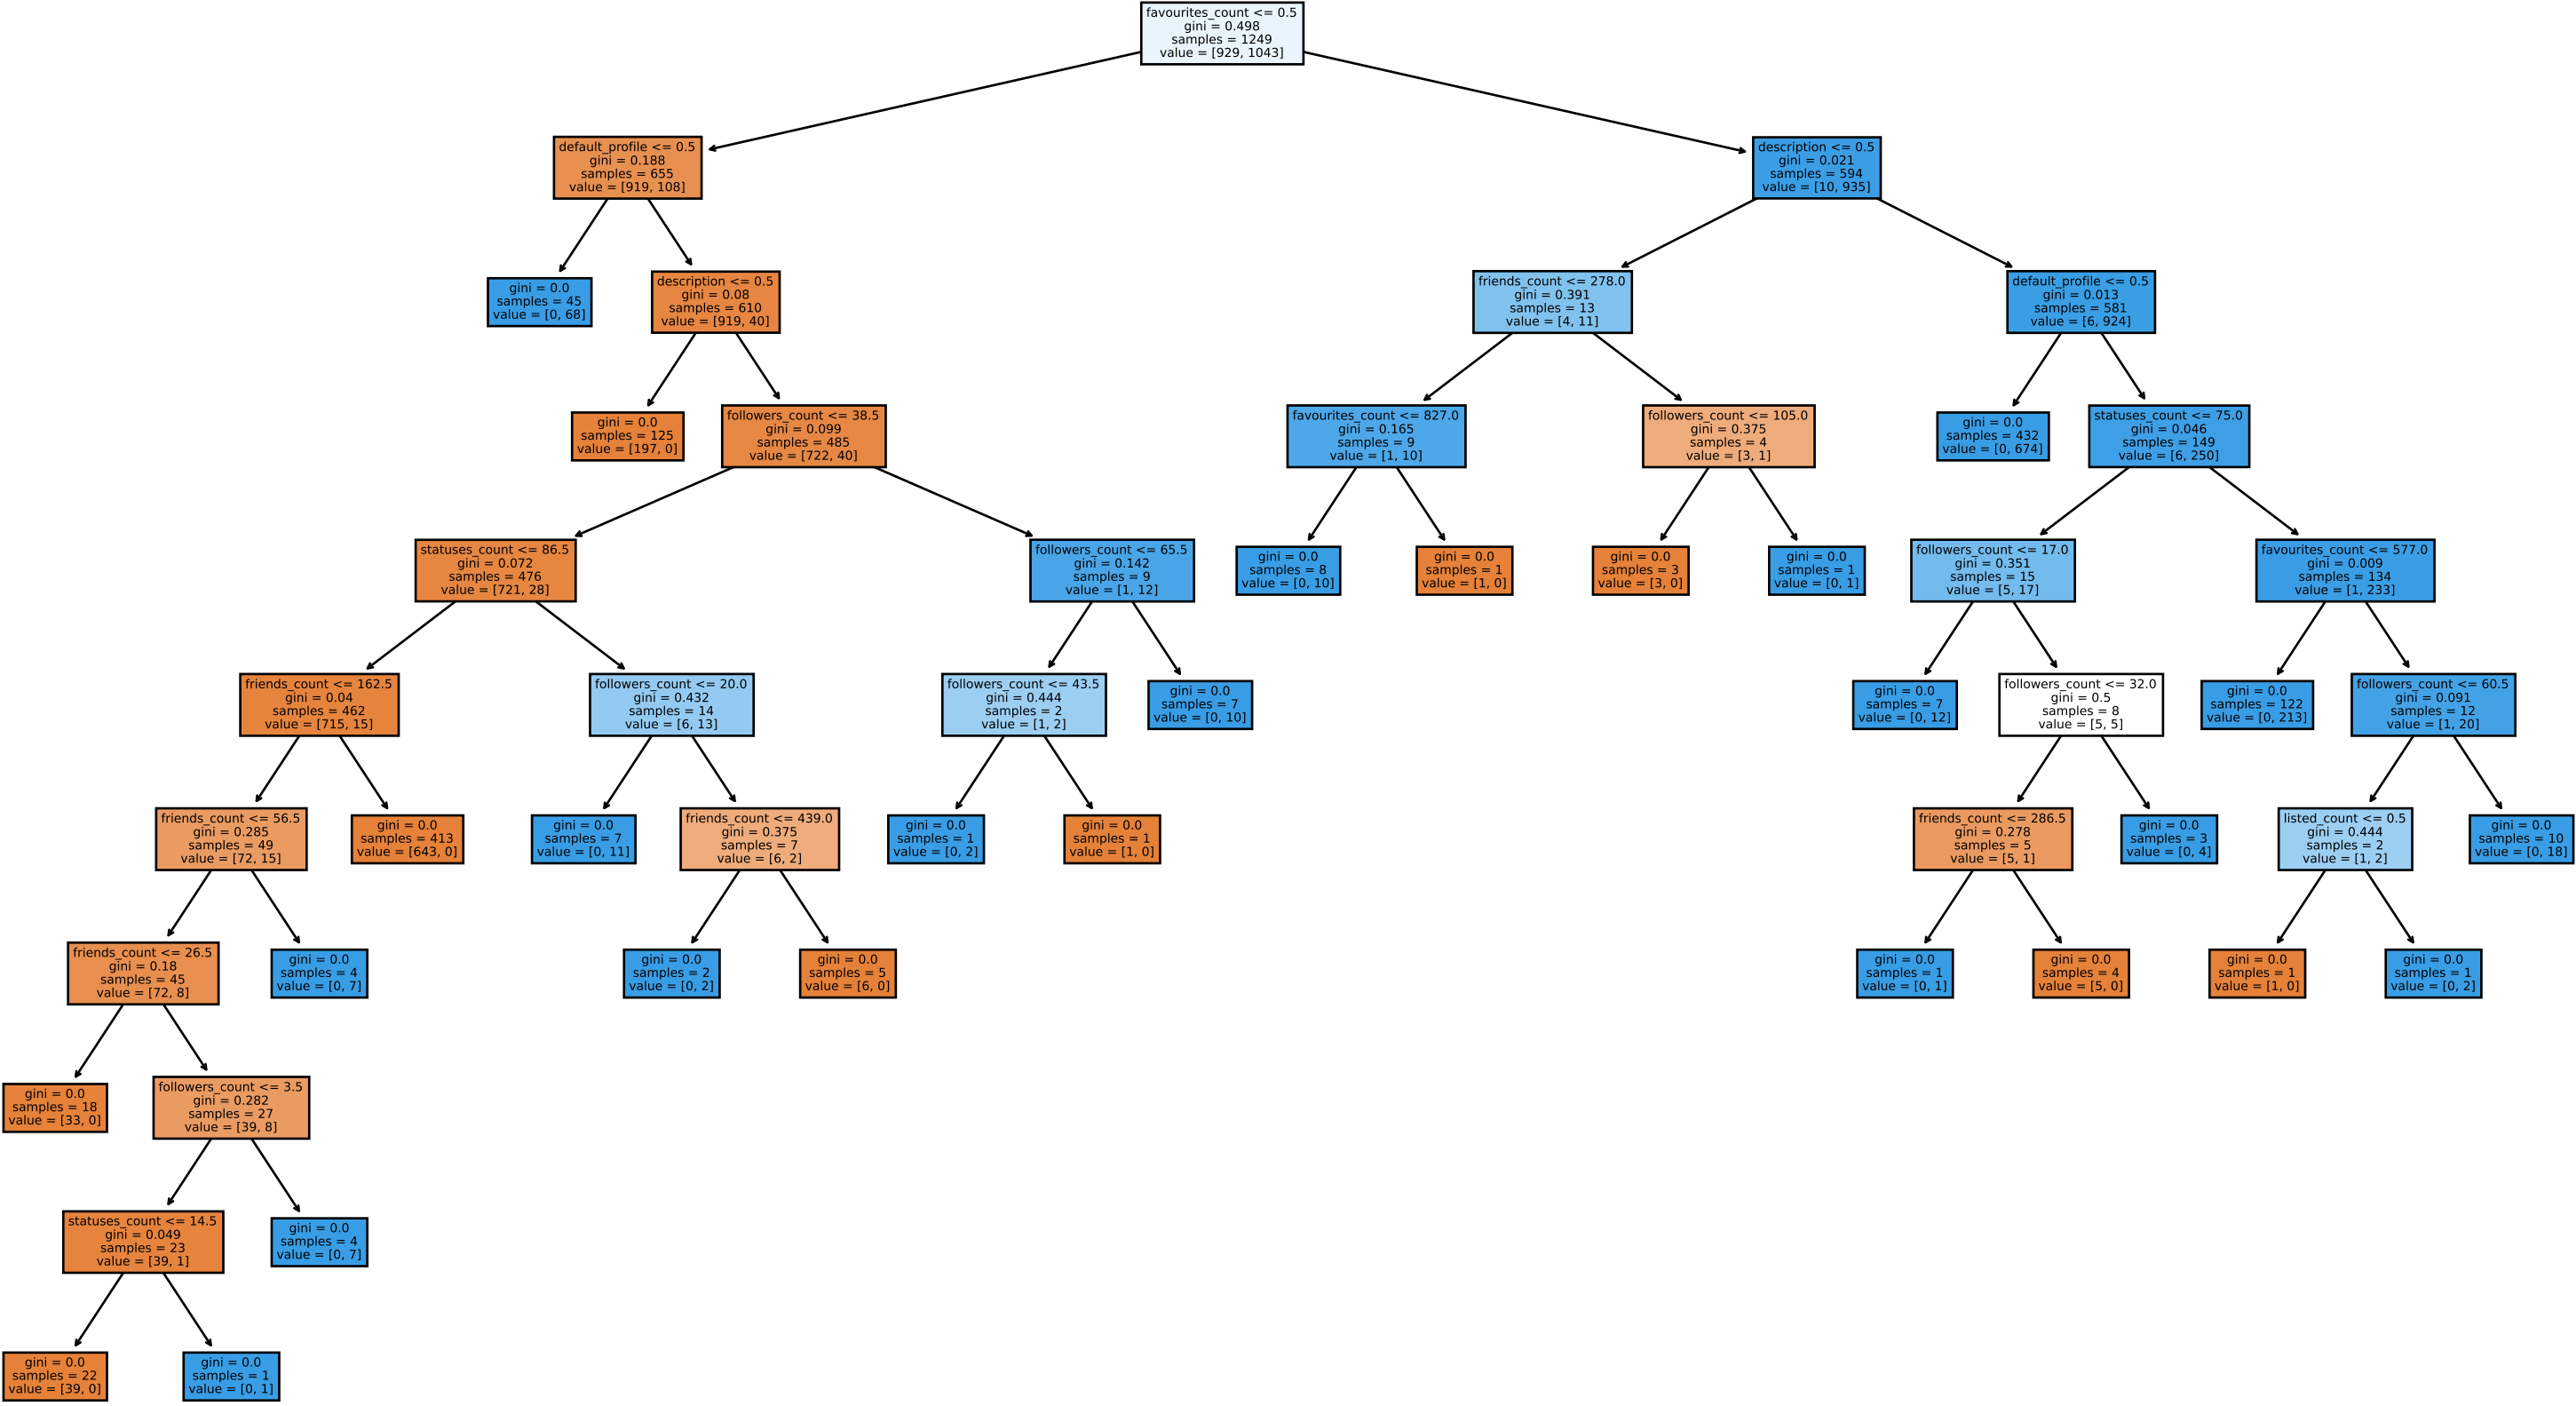 favourites_count <= 0.5
gini = 0.498
samples = 1249
value = [929, 1043]
default_profile <= 0.5
gini = 0.188
samples = 655
value = [919, 108]
description <= 0.5
gini = 0.021
samples = 594
value = [10, 935]
gini = 0.0
samples = 45
value = [0, 68]
description <= 0.5
gini = 0.08
samples = 610
value = [919, 40]
friends_count <= 278.0
gini = 0.391
samples = 13
value = [4, 11]
default_profile <= 0.5
gini = 0.013
samples = 581
value = [6, 924]
gini = 0.0
samples = 125
value = [197, 0]
followers_count <= 38.5
gini = 0.099
samples = 485
value = [722, 40]
favourites_count <= 827.0
gini = 0.165
samples = 9
value = [1, 10]
followers_count <= 105.0
gini = 0.375
samples = 4
value = [3, 1]
gini = 0.0
samples = 432
value = [0, 674]
statuses_count <= 75.0
gini = 0.046
samples = 149
value = [6, 250]
statuses_count <= 86.5
gini = 0.072
samples = 476
value = [721, 28]
followers_count <= 65.5
gini = 0.142
samples = 9
value = [1, 12]
gini = 0.0
samples = 8
value = [0, 10]
gini = 0.0
samples = 1
value = [1, 0]
gini = 0.0
samples = 3
value = [3, 0]
gini = 0.0
samples = 1
value = [0, 1]
followers_count <= 17.0
gini = 0.351
samples = 15
value = [5, 17]
favourites_count <= 577.0
gini = 0.009
samples = 134
value = [1, 233]
friends_count <= 162.5
gini = 0.04
samples = 462
value = [715, 15]
followers_count <= 20.0
gini = 0.432
samples = 14
value = [6, 13]
followers_count <= 43.5
gini = 0.444
samples = 2
value = [1, 2]
gini = 0.0
samples = 7
value = [0, 10]
gini = 0.0
samples = 7
value = [0, 12]
followers_count <= 32.0
gini = 0.5
samples = 8
value = [5, 5]
gini = 0.0
samples = 122
value = [0, 213]
followers_count <= 60.5
gini = 0.091
samples = 12
value = [1, 20]
friends_count <= 56.5
gini = 0.285
samples = 49
value = [72, 15]
gini = 0.0
samples = 413
value = [643, 0]
gini = 0.0
samples = 7
value = [0, 11]
friends_count <= 439.0
gini = 0.375
samples = 7
value = [6, 2]
gini = 0.0
samples = 1
value = [0, 2]
gini = 0.0
samples = 1
value = [1, 0]
friends_count <= 286.5
gini = 0.278
samples = 5
value = [5, 1]
gini = 0.0
samples = 3
value = [0, 4]
listed_count <= 0.5
gini = 0.444
samples = 2
value = [1, 2]
gini = 0.0
samples = 10
value = [0, 18]
friends_count <= 26.5
gini = 0.18
samples = 45
value = [72, 8]
gini = 0.0
samples = 4
value = [0, 7]
gini = 0.0
samples = 2
value = [0, 2]
gini = 0.0
samples = 5
value = [6, 0]
gini = 0.0
samples = 1
value = [0, 1]
gini = 0.0
samples = 4
value = [5, 0]
gini = 0.0
samples = 1
value = [1, 0]
gini = 0.0
samples = 1
value = [0, 2]
gini = 0.0
samples = 18
value = [33, 0]
followers_count <= 3.5
gini = 0.282
samples = 27
value = [39, 8]
statuses_count <= 14.5
gini = 0.049
samples = 23
value = [39, 1]
gini = 0.0
samples = 4
value = [0, 7]
gini = 0.0
samples = 22
value = [39, 0]
gini = 0.0
samples = 1
value = [0, 1]